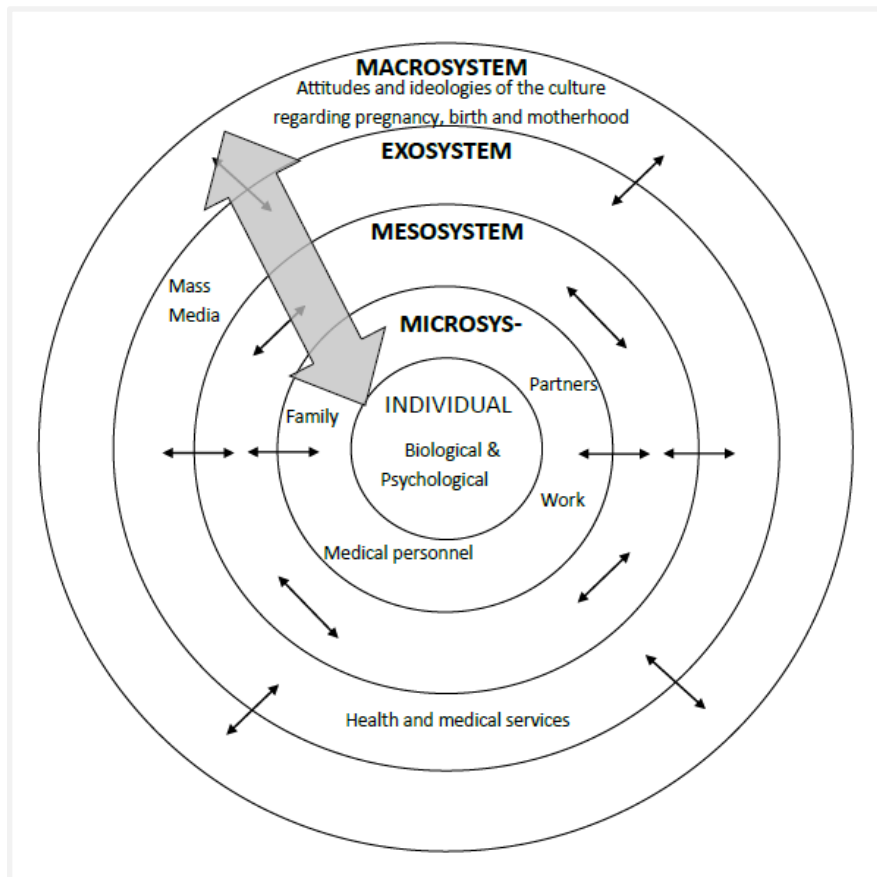 MACROSYSTEM
Attitudes and ideologies of the culture
regarding pregnancy, birth and motherhood
EXOSYSTEM
MESOSYSTEM
Mass
Media
MICROSYS-
Partners
INDIVIDUAL
Family
Biological &
Psychological
Work
Medical personnel
Health and medical services